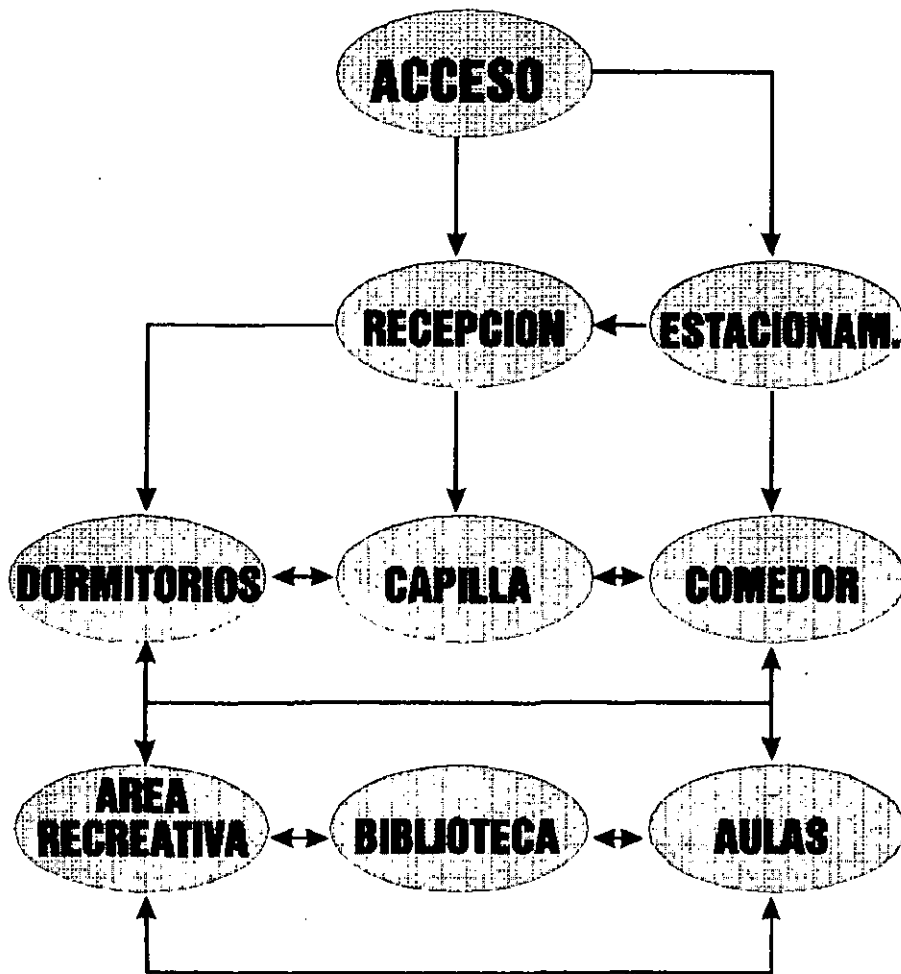 ACCESO
RECEPCION
ESTACIONAM.
DORMITORIOS
CAPILLA
COMEDOR
AREA
RECREATIVA
BIBLIOTECA
AULAS